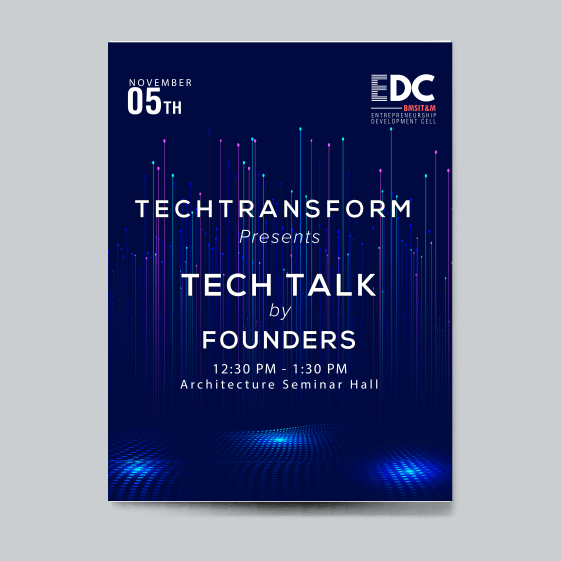 NOVEMBER
05TH
EDC
BMSIT&M
ENTREPRENEURSHIP
DEVELOPMENT CELL
TECHTRANSFORM
Presents
TECH TALK
by
FOUNDERS
12:30 PM - 1:30 PM
Architecture Seminar Hall